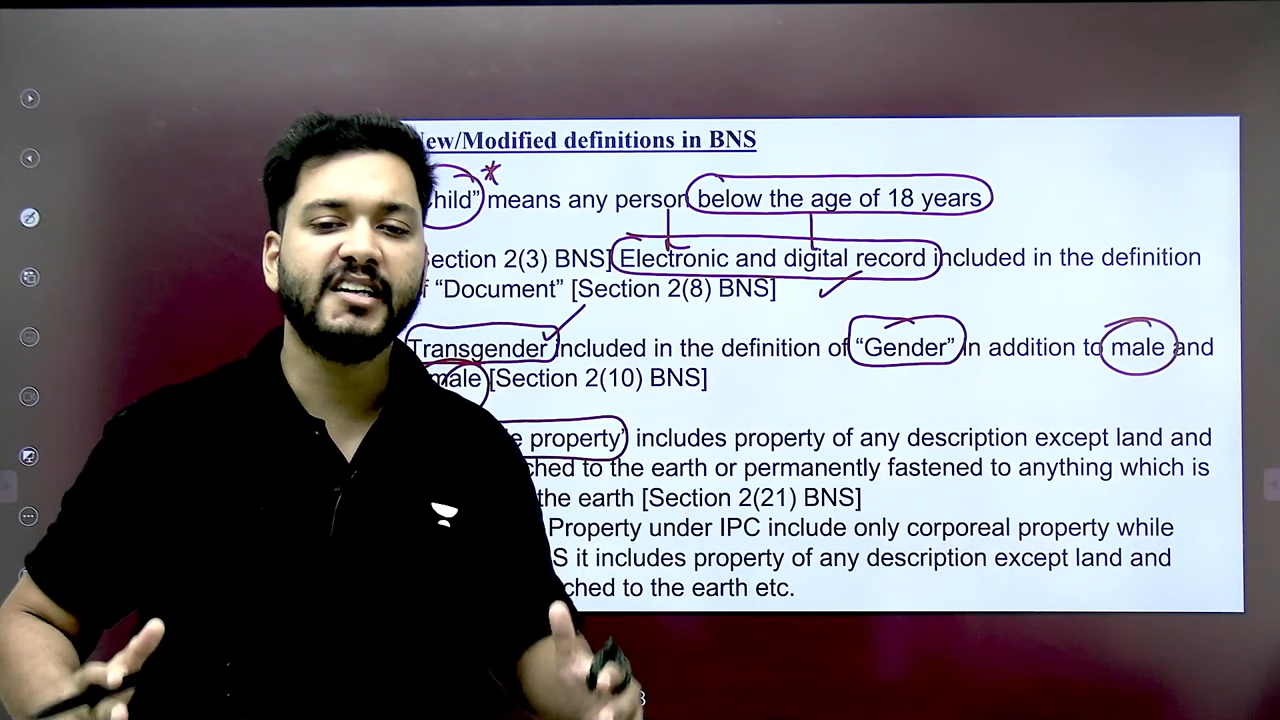 New/Modified definitions in BNS
Child” means any person below the age of 18 years
Section 2(3) BNS] Electronic and digital record included in the definition
of “Document” [Section 2(8) BNS]
Transgender included in the definition of “Gender” in addition to male and
male [Section 2(10) BNS]
property’ includes property of any description except land and
to the earth or permanently fastened to anything which is
the earth [Section 2(21) BNS]
Property under IPC include only corporeal property while
it includes property of any description except land and
to the earth etc.